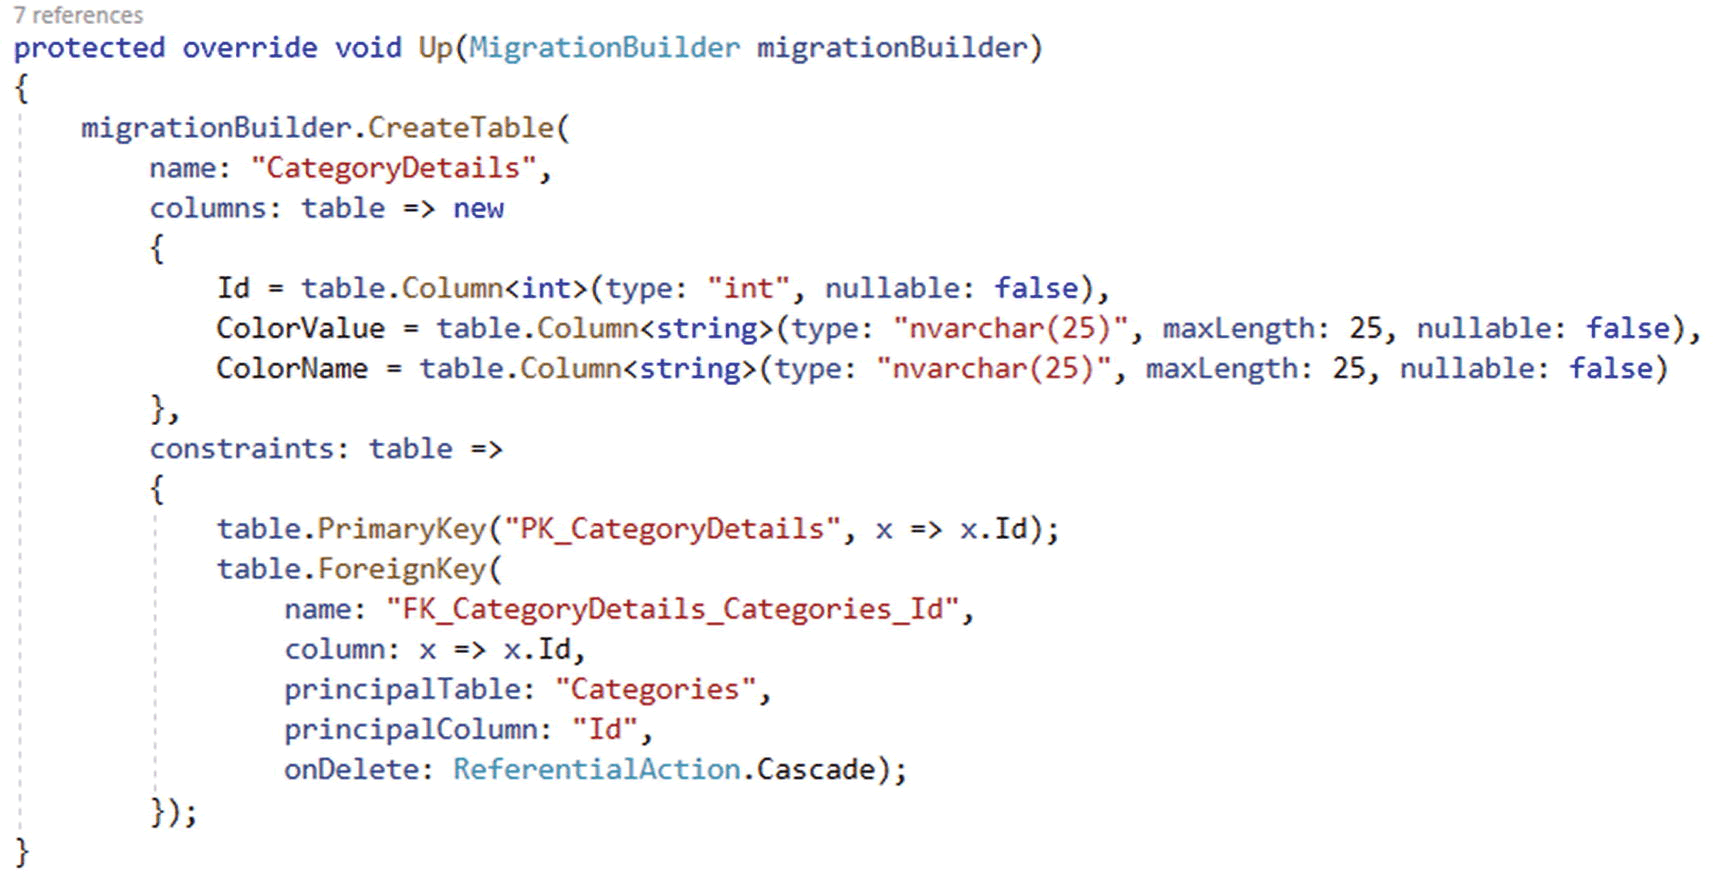 7 references
protected override void Up(MigrationBuilder migrationBuilder)
{
    migrationBuilder.CreateTable(
        name: "CategoryDetails",
        columns: table => new
        {
            Id = table.Column<int>(type: "int", nullable: false),
            ColorValue = table.Column<string>(type: "nvarchar(25)", maxLength: 25, nullable: false),
            ColorName = table.Column<string>(type: "nvarchar(25)", maxLength: 25, nullable: false)
        },
        constraints: table =>
        {
            table.PrimaryKey("PK_CategoryDetails", x => x.Id);
            table.ForeignKey(
                name: "FK_CategoryDetails_Categories_Id",
                column: x => x.Id,
                principalTable: "Categories",
                principalColumn: "Id",
                onDelete: ReferentialAction.Cascade);
        });
}